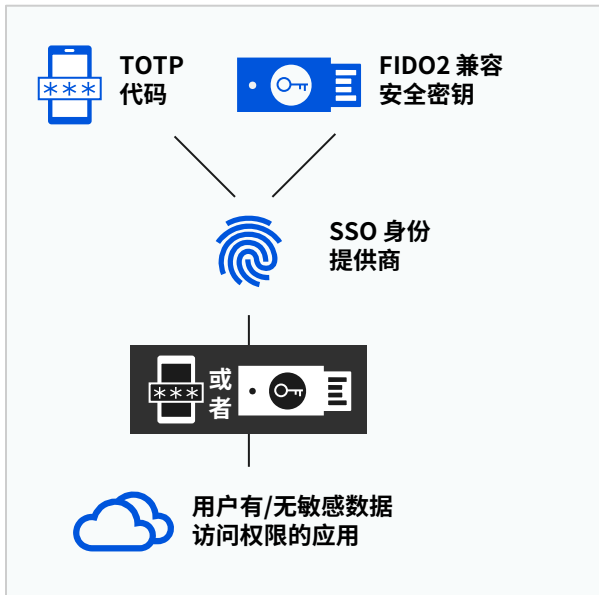 TOTP
代码
FIDO2 兼容
安全密钥
***
SSO 身份
提供商
***
或
者
用户有/无敏感数据
访问权限的应用